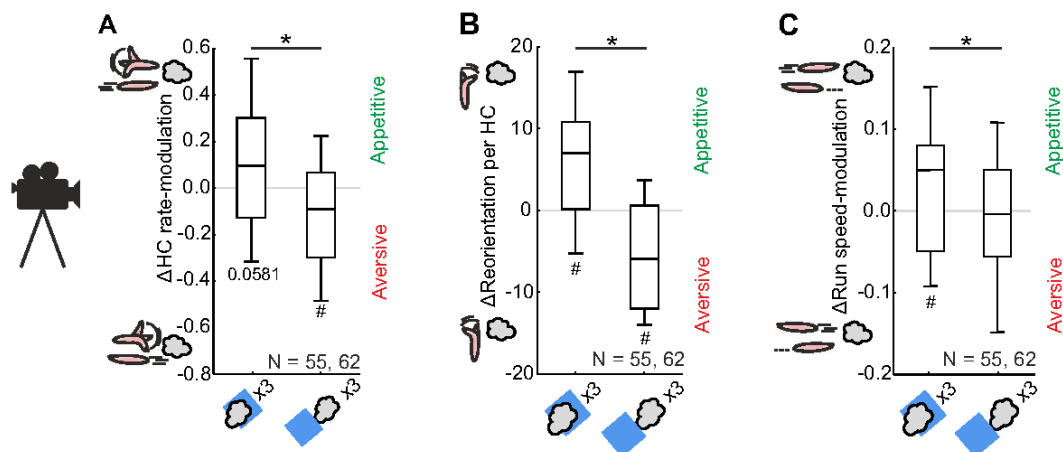 A
*
ΔHC rate-modulation
0.6
0.4
0.2
0.0
-0.2
-0.4
-0.6
-0.8
Appetitive
Aversive
0.0581
#
N = 55, 62
x3
x3
B
*
ΔReorientation per HC
20
10
0
-10
-20
Appetitive
Aversive
#
#
N = 55, 62
x3
x3
C
*
ΔRun speed-modulation
0.2
0.1
0.0
-0.1
-0.2
Appetitive
Aversive
#
N = 55, 62
x3
x3